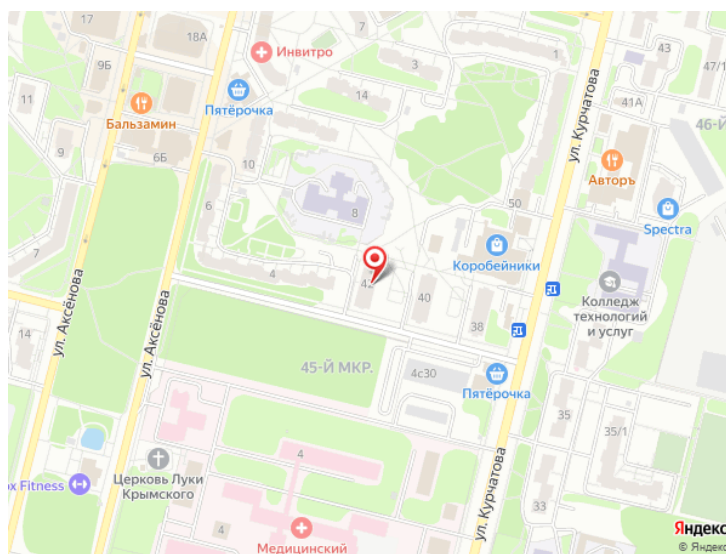 17
18А
7
Инвитро
3
1
43
47/1
9Б
14
11
Бальзамин
Пятёрочка
ул. Курчатова
41А
46-Й
9
6Б
10
Авторъ
6
8
50
Spectra
7
4
42
Коробейники
40
Колледж
технологий
и услуг
ул. Аксёнова
ул. Аксёнова
14
38
45-Й МКР.
4с30
Пятёрочка
35
35/1
4
Церковь Луки
Крымского
ox Fitness
ул. Курчатова
33
4
Медицинский
Яндекс
© Яндекс